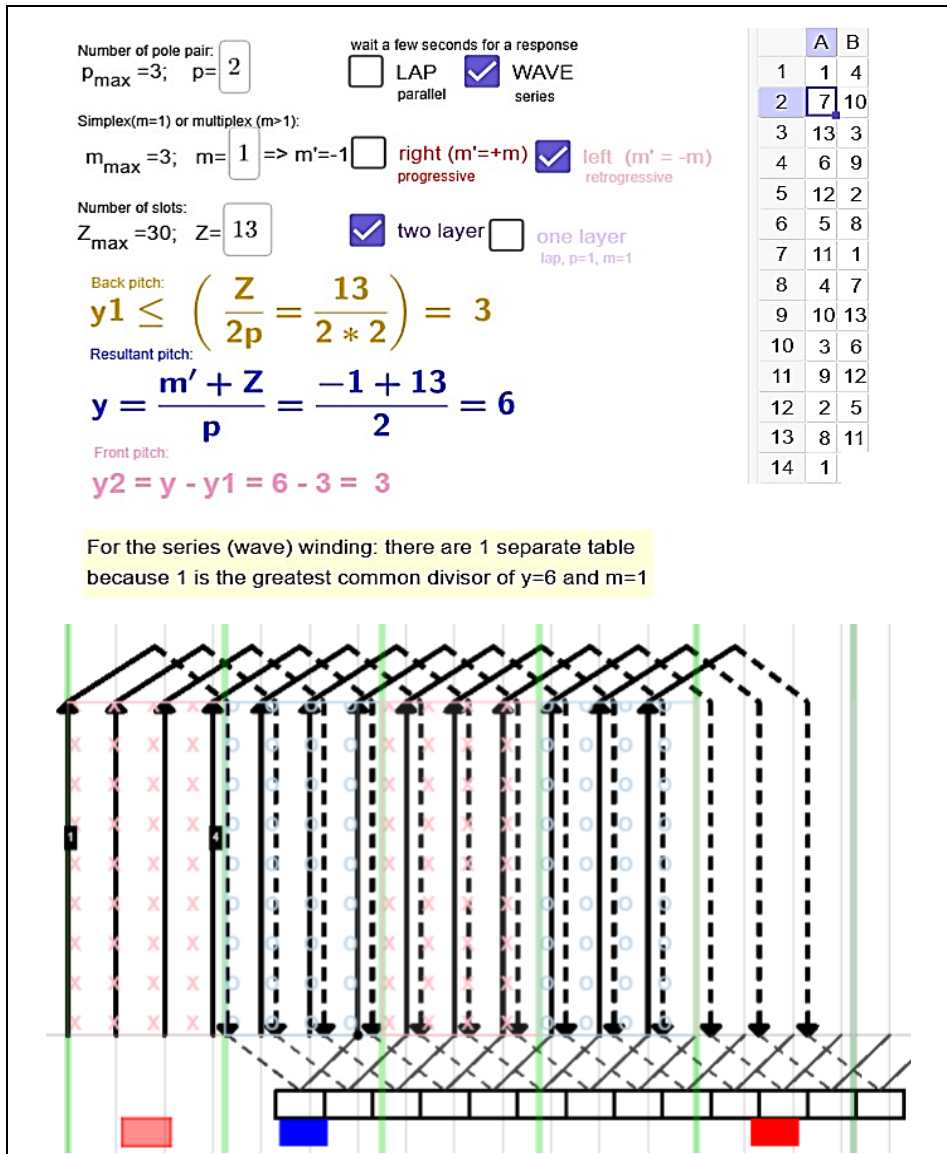 Number of pole pair:
pmax =3; p= 2
wait a few seconds for a response
LAP
parallel
WAVE
series
Simplex(m=1) or multiplex (m>1):
mmax =3; m= 1 => m'=-1
right (m'=+m)
progressive
left (m' = -m)
retrogressive
Number of slots:
Zmax =30; Z= 13
two layer
one layer
lap, p=1, m=1
Back pitch:
y1 ≤ ( Z/2p = 13/2 * 2 ) = 3
Resultant pitch:
y = m' + Z/p = -1 + 13/2 = 6
Front pitch:
y2 = y - y1 = 6 - 3 = 3
A B
1 1 4
2 7 10
3 13 3
4 6 9
5 12 2
6 5 8
7 11 1
8 4 7
9 10 13
10 3 6
11 9 12
12 2 5
13 8 11
14 1
For the series (wave) winding: there are 1 separate table
because 1 is the greatest common divisor of y=6 and m=1
1 4